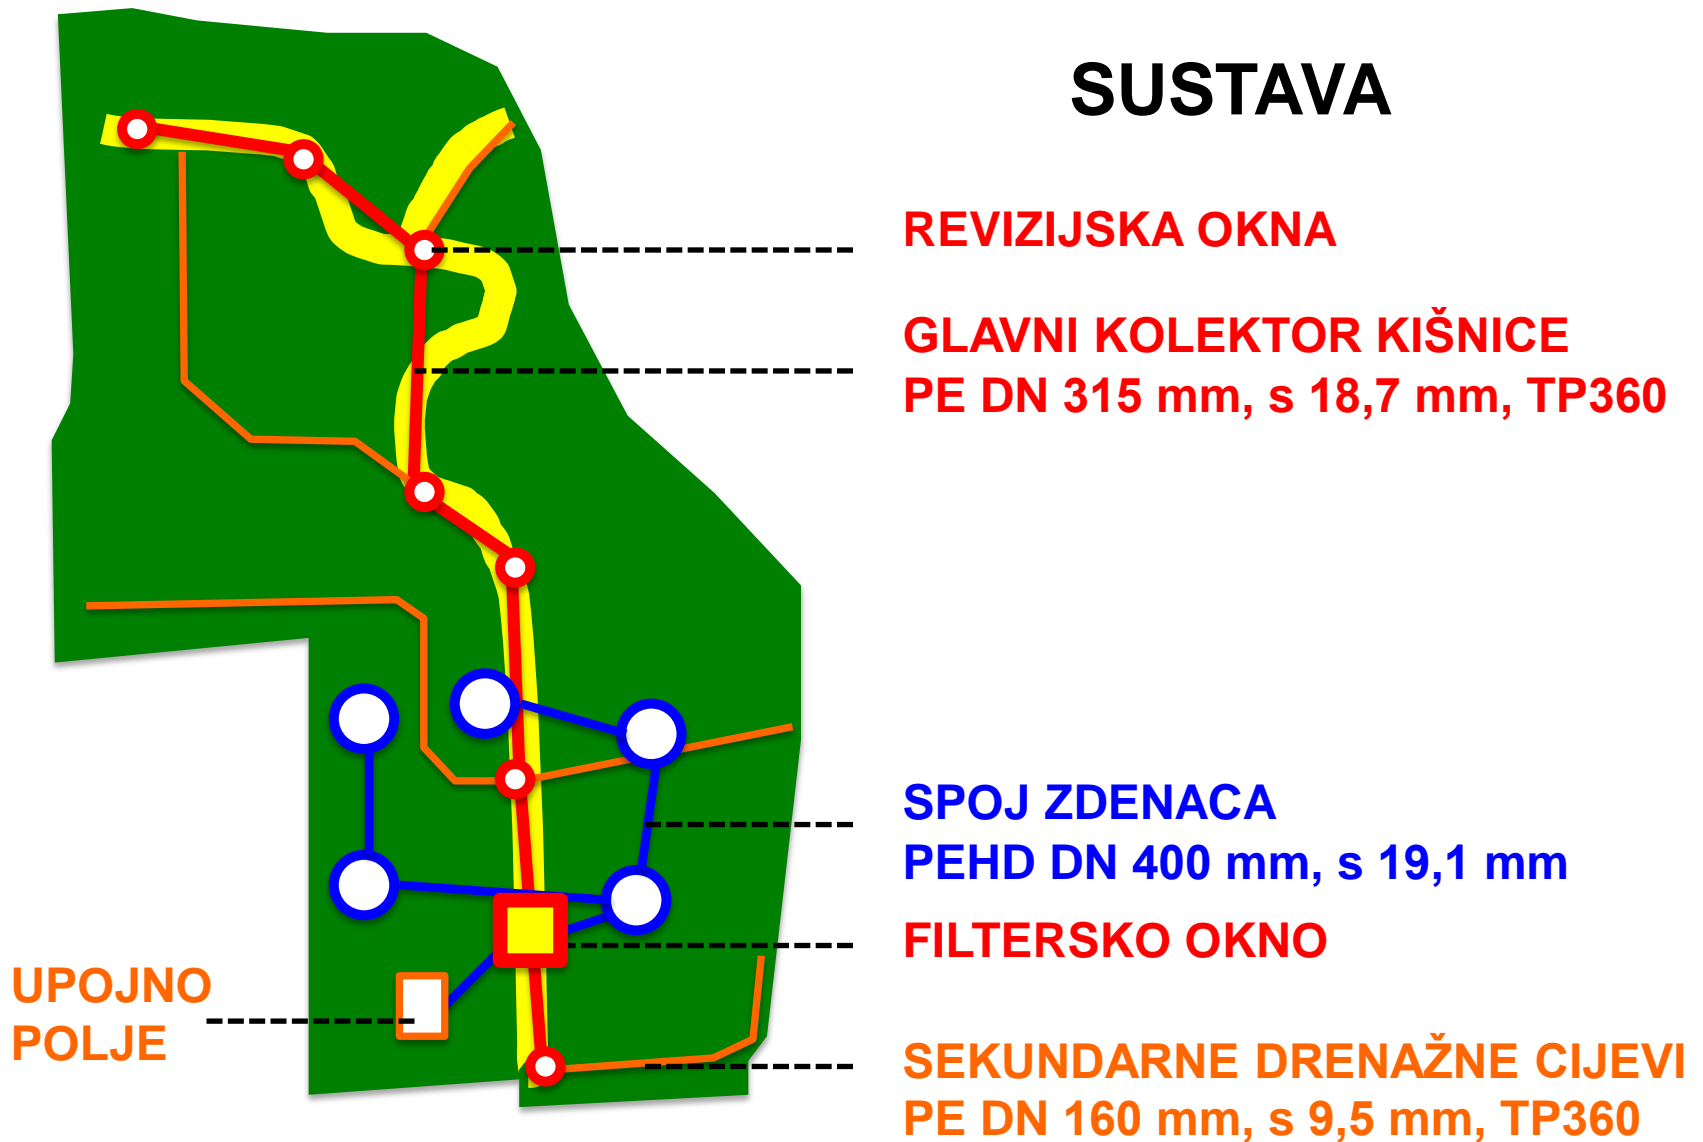 SUSTAVA
REVIZIJSKA OKNA
GLAVNI KOLEKTOR KIŠNICE
PE DN 315 mm, s 18,7 mm, TP360
SPOJ ZDENACA
PEHD DN 400 mm, s 19,1 mm
FILTERSKO OKNO
UPOJNO
POLJE
SEKUNDARNE DRENAŽNE CIJEVI
PE DN 160 mm, s 9,5 mm, TP360